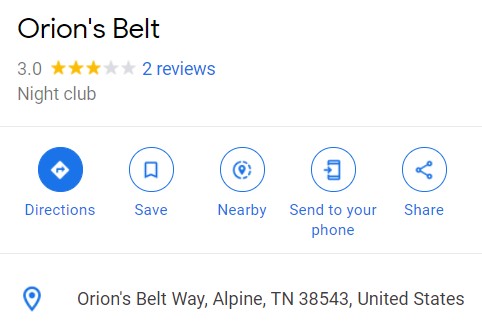 Orion's Belt
3.0 2 reviews
Night club
Directions Save Nearby Send to your phone Share
Orion's Belt Way, Alpine, TN 38543, United States